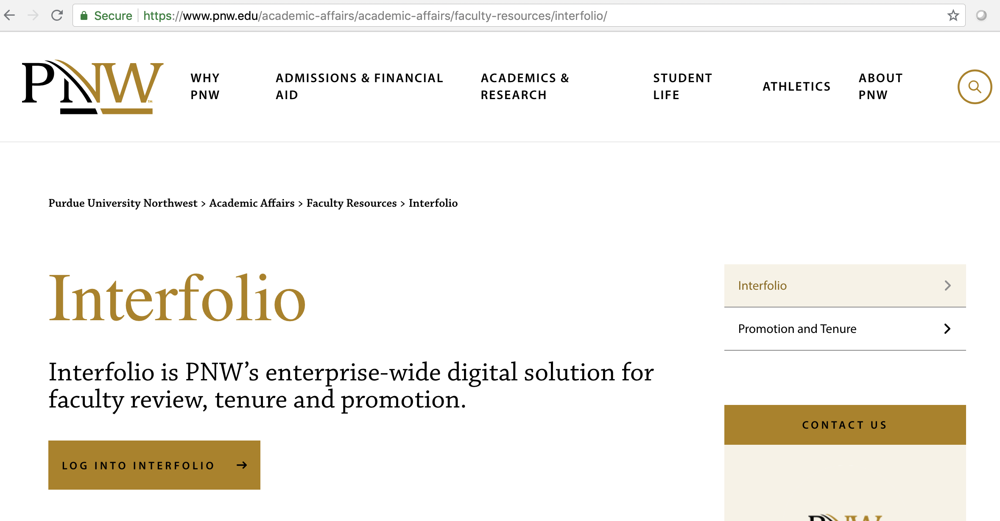 Secure https://www.pnw.edu/academic-affairs/academic-affairs/faculty-resources/interfolio/
PNW™
WHY PNW
ADMISSIONS & FINANCIAL AID
ACADEMICS & RESEARCH
STUDENT LIFE
ATHLETICS
ABOUT PNW
Purdue University Northwest > Academic Affairs > Faculty Resources > Interfolio
Interfolio
Interfolio is PNW’s enterprise-wide digital solution for
faculty review, tenure and promotion.
LOG INTO INTERFOLIO →
Interfolio
Promotion and Tenure
CONTACT US
PNW